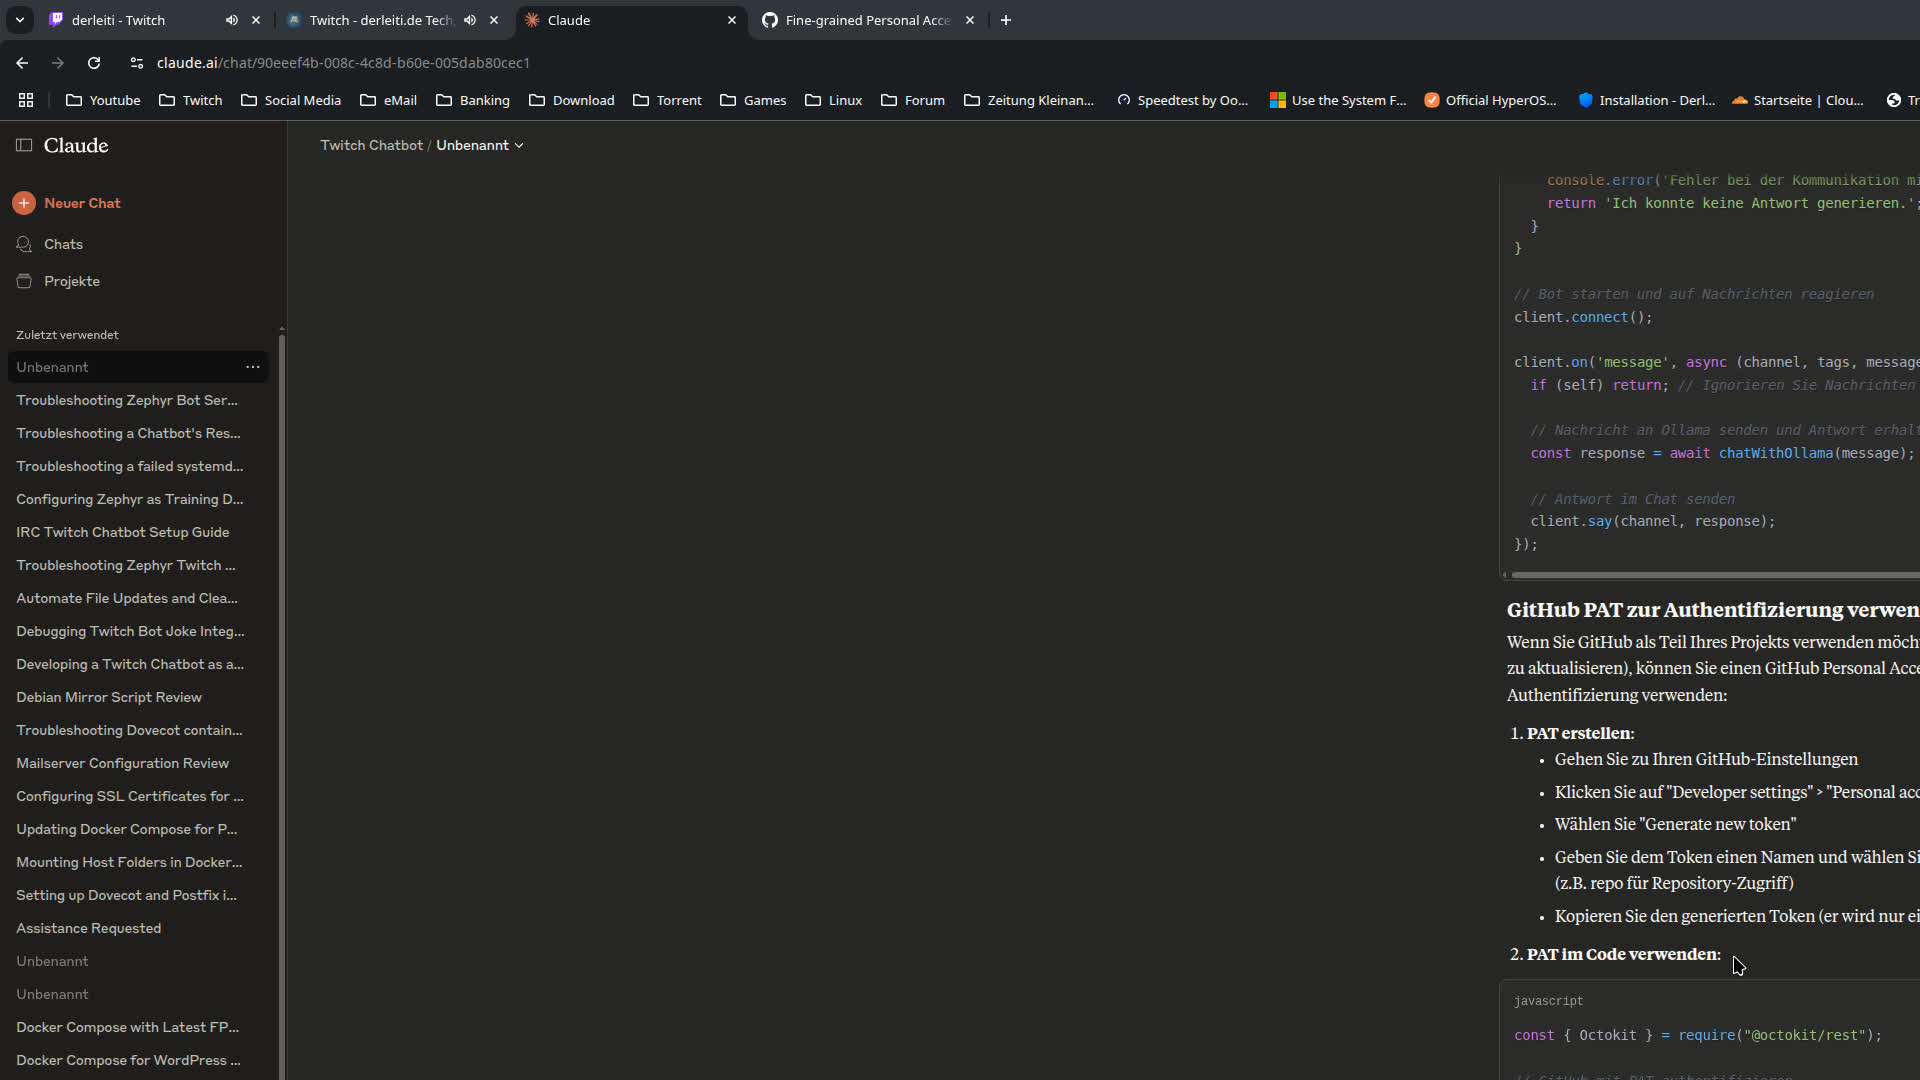 derleiti - Twitch
Twitch - derleiti.de Tech
Claude
Fine-grained Personal Acce
claude.ai/chat/90eeef4b-008c-4c8d-b60e-005dab80cec1
Youtube
Twitch
Social Media
eMail
Banking
Download
Torrent
Games
Linux
Forum
Zeitung Kleinan...
Speedtest by Oo...
Use the System F...
Official HyperOS...
Installation - Derl...
Startseite | Clou...
Tr
Claude
Neuer Chat
Chats
Projekte
Zuletzt verwendet
Unbenannt ...
Troubleshooting Zephyr Bot Ser...
Troubleshooting a Chatbot's Res...
Troubleshooting a failed systemd...
Configuring Zephyr as Training D...
IRC Twitch Chatbot Setup Guide
Troubleshooting Zephyr Twitch ...
Automate File Updates and Clea...
Debugging Twitch Bot Joke Integ...
Developing a Twitch Chatbot as a...
Debian Mirror Script Review
Troubleshooting Dovecot contain...
Mailserver Configuration Review
Configuring SSL Certificates for ...
Updating Docker Compose for P...
Mounting Host Folders in Docker...
Setting up Dovecot and Postfix i...
Assistance Requested
Unbenannt
Unbenannt
Docker Compose with Latest FP...
Docker Compose for WordPress ...
Twitch Chatbot / Unbenannt
console.error('Fehler bei der Kommunikation mi
return 'Ich konnte keine Antwort generieren.';
}
}
// Bot starten und auf Nachrichten reagieren
client.connect();
client.on('message', async (channel, tags, message
if (self) return; // Ignorieren Sie Nachrichten
// Nachricht an Ollama senden und Antwort erhalt
const response = await chatWithOllama(message);
// Antwort im Chat senden
client.say(channel, response);
});
GitHub PAT zur Authentifizierung verwen
Wenn Sie GitHub als Teil Ihres Projekts verwenden möch
zu aktualisieren), können Sie einen GitHub Personal Acce
Authentifizierung verwenden:
1. PAT erstellen:
• Gehen Sie zu Ihren GitHub-Einstellungen
• Klicken Sie auf "Developer settings" > "Personal acc
• Wählen Sie "Generate new token"
• Geben Sie dem Token einen Namen und wählen Si
(z.B. repo für Repository-Zugriff)
• Kopieren Sie den generierten Token (er wird nur ei
2. PAT im Code verwenden:
javascript
const { Octokit } = require("@octokit/rest");
// GitHub mit PAT authentifizieren